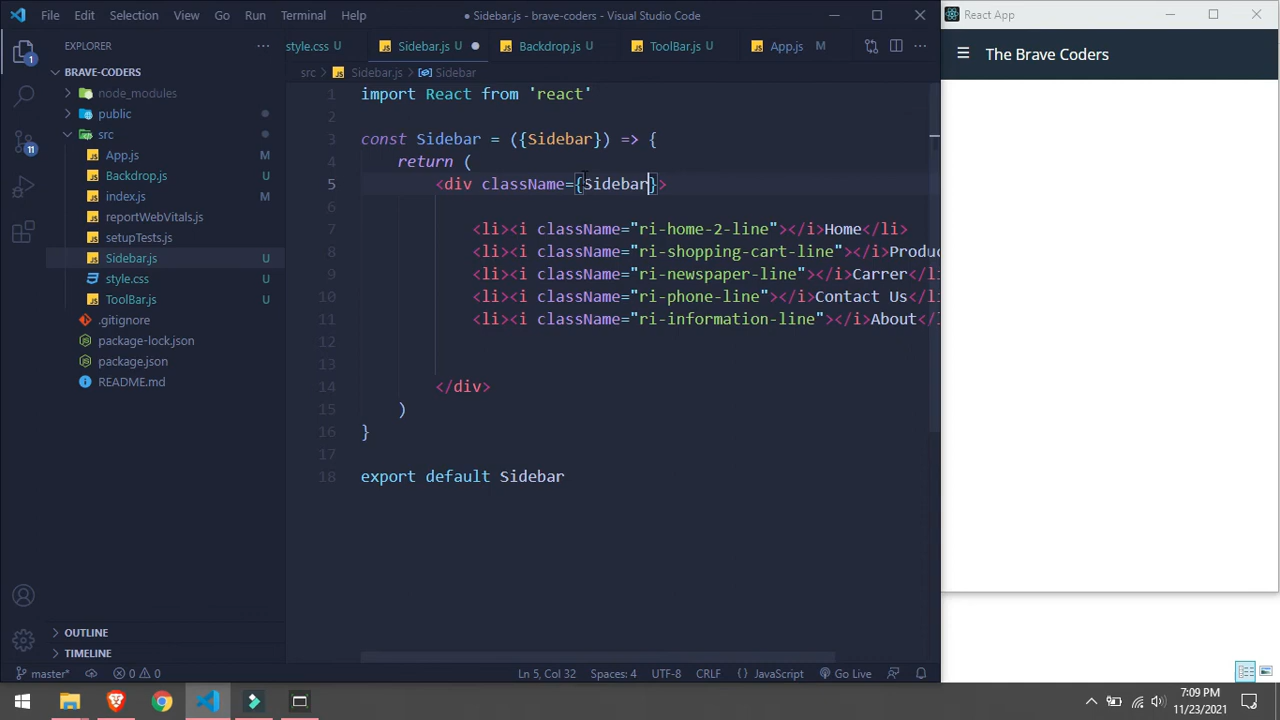 File Edit Selection View Go Run Terminal Help ● Sidebar.js - brave-coders - Visual Studio Code
React App
EXPLORER
style.css U Sidebar.js U Backdrop.js U ToolBar.js U App.js M
The Brave Coders
BRAVE-CODERS
src > Sidebar.js > Sidebar
node_modules
public
src
App.js M
Backdrop.js U
index.js M
reportWebVitals.js U
setupTests.js U
Sidebar.js U
style.css U
ToolBar.js U
.gitignore
package-lock.json
package.json
README.md
1 import React from 'react'
2
3 const Sidebar = ({Sidebar}) => {
4 return (
5 <div className={Sidebar}>
6
7 <li><i className="ri-home-2-line"></i>Home</li>
8 <li><i className="ri-shopping-cart-line"></i>Produc
9 <li><i className="ri-newspaper-line"></i>Carrer</l
10 <li><i className="ri-phone-line"></i>Contact Us</l
11 <li><i className="ri-information-line"></i>About</
12
13
14 </div>
15 )
16 }
17
18 export default Sidebar
OUTLINE
TIMELINE
1
11
master* 0 0 Ln 5, Col 32 Spaces: 4 UTF-8 CRLF {} JavaScript Go Live
7:09 PM
11/23/2021